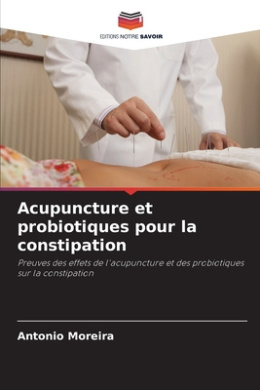 EDITIONS NOTRE SAVOIR
Acupuncture et
probiotiques pour la
constipation
Preuves des effets de l'acupuncture et des probiotiques
sur la constipation
Antonio Moreira